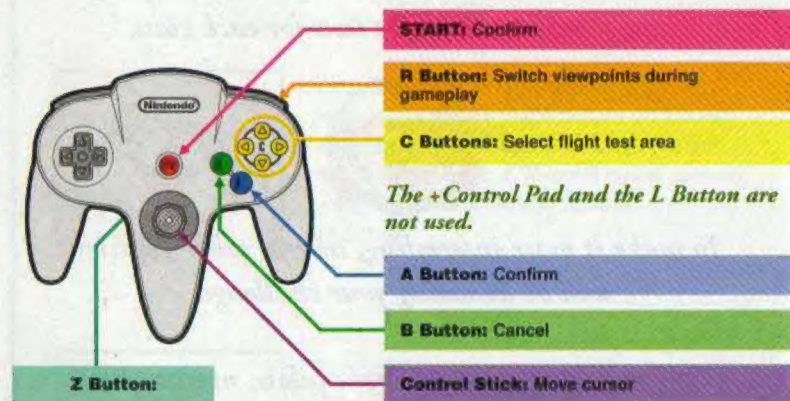 START: Confirm
R Button: Switch viewpoints during
gameplay
Nintendo
C
C Buttons: Select flight test area
The +Control Pad and the L Button are
not used.
A Button: Confirm
B Button: Cancel
Z Button:
Control Stick: Move cursor